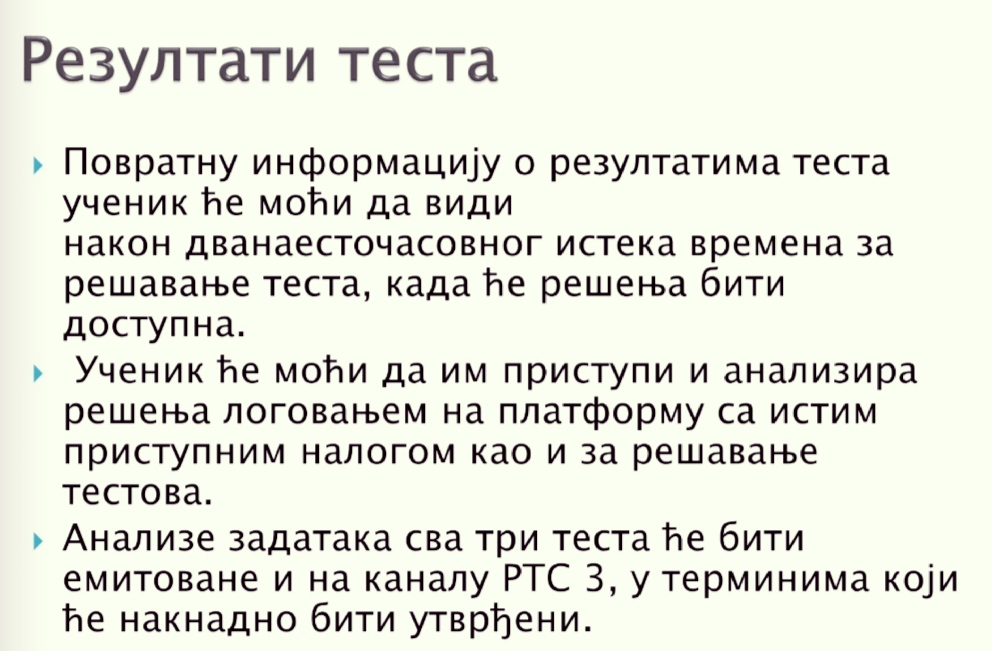 Резултати теста
Повратну информацију о резултатима теста
ученик ће моћи да види
након дванаесточасовног истека времена за
решавање теста, када ће решења бити
доступна.
Ученик ће моћи да им приступи и анализира
решења логовањем на платформу са истим
приступним налогом као и за решавање
тестова.
Анализе задатака сва три теста ће бити
емитоване и на каналу РТС 3, у терминима који
ће накнадно бити утврђени.